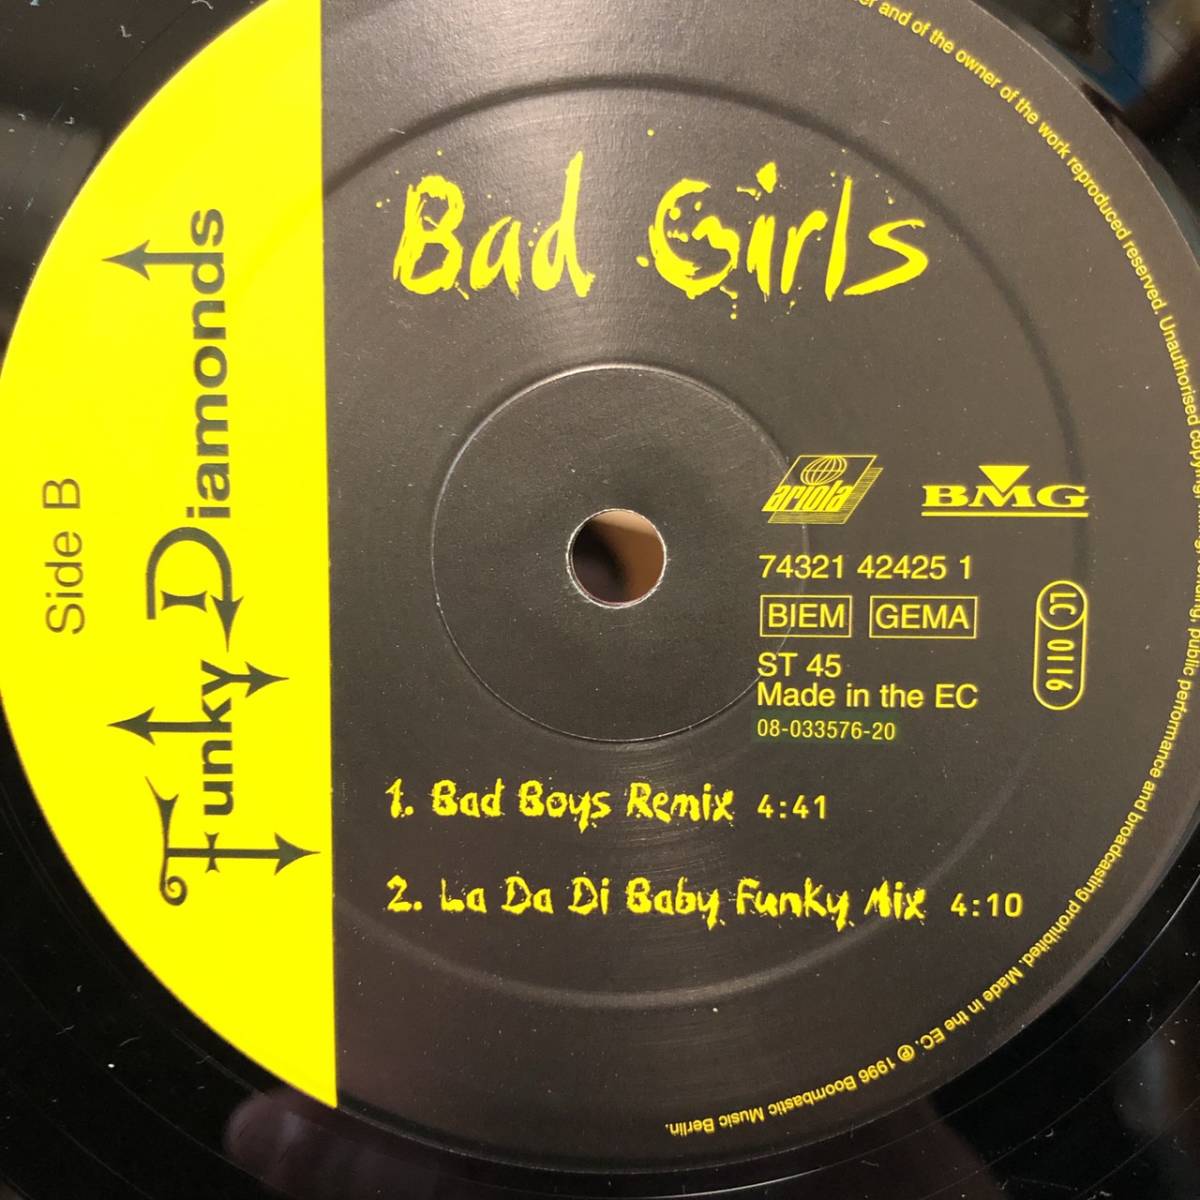 Side B
Funky Diamonds
Bad Girls
ariola
BMG
74321 42425 1
BIEM GEMA
LC 0116
ST 45
Made in the EC
08-033576-20
1. Bad Boys Remix 4:41
2. La Da Di Baby Funky Mix 4:10
and of the owner of the work reproduced reserved. Unauthorised public performance and broadcasting prohibited. Made in the EC. ℗ 1996 Boombastic Music Berlin.